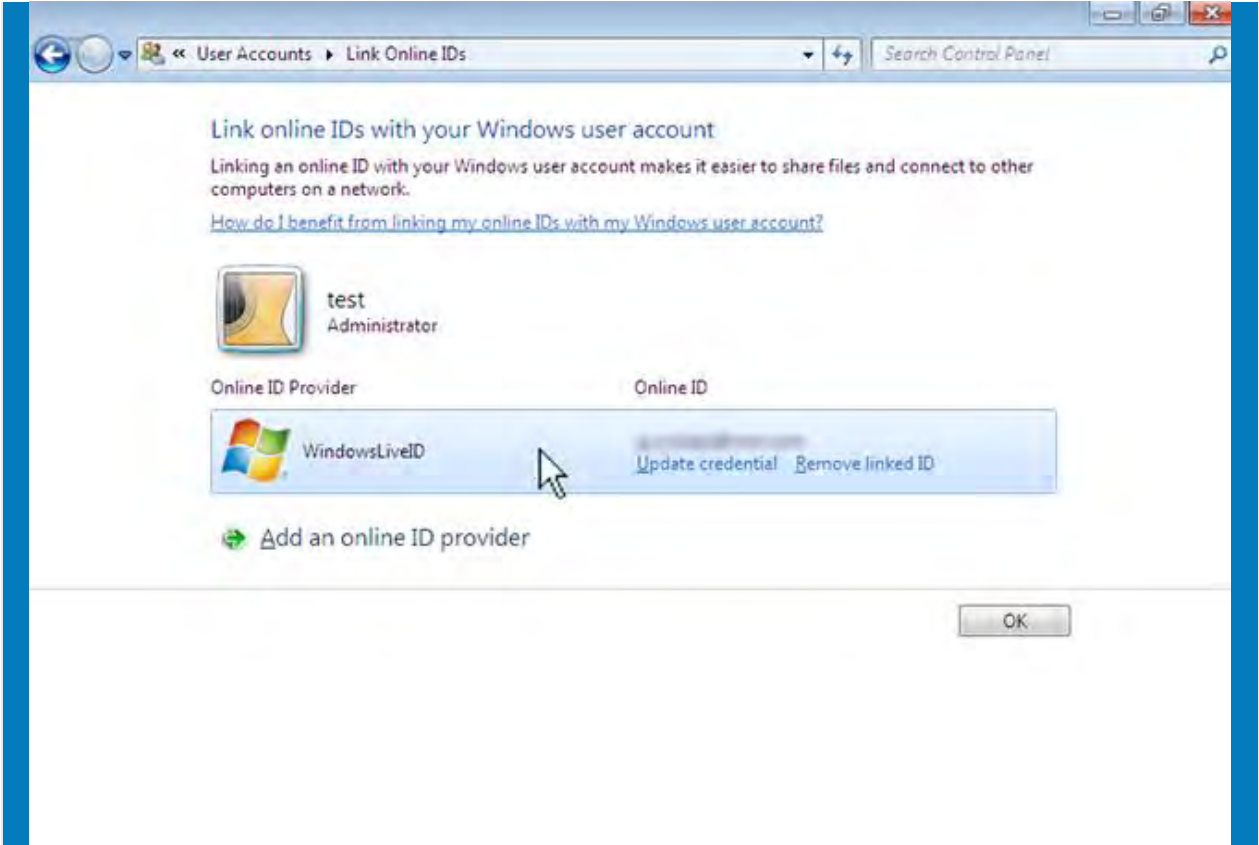 « User Accounts ▸ Link Online IDs
Search Control Panel
Link online IDs with your Windows user account
Linking an online ID with your Windows user account makes it easier to share files and connect to other
computers on a network.
How do I benefit from linking my online IDs with my Windows user account?
test
Administrator
Online ID Provider Online ID
WindowsLiveID
Update credential Remove linked ID
Add an online ID provider
OK